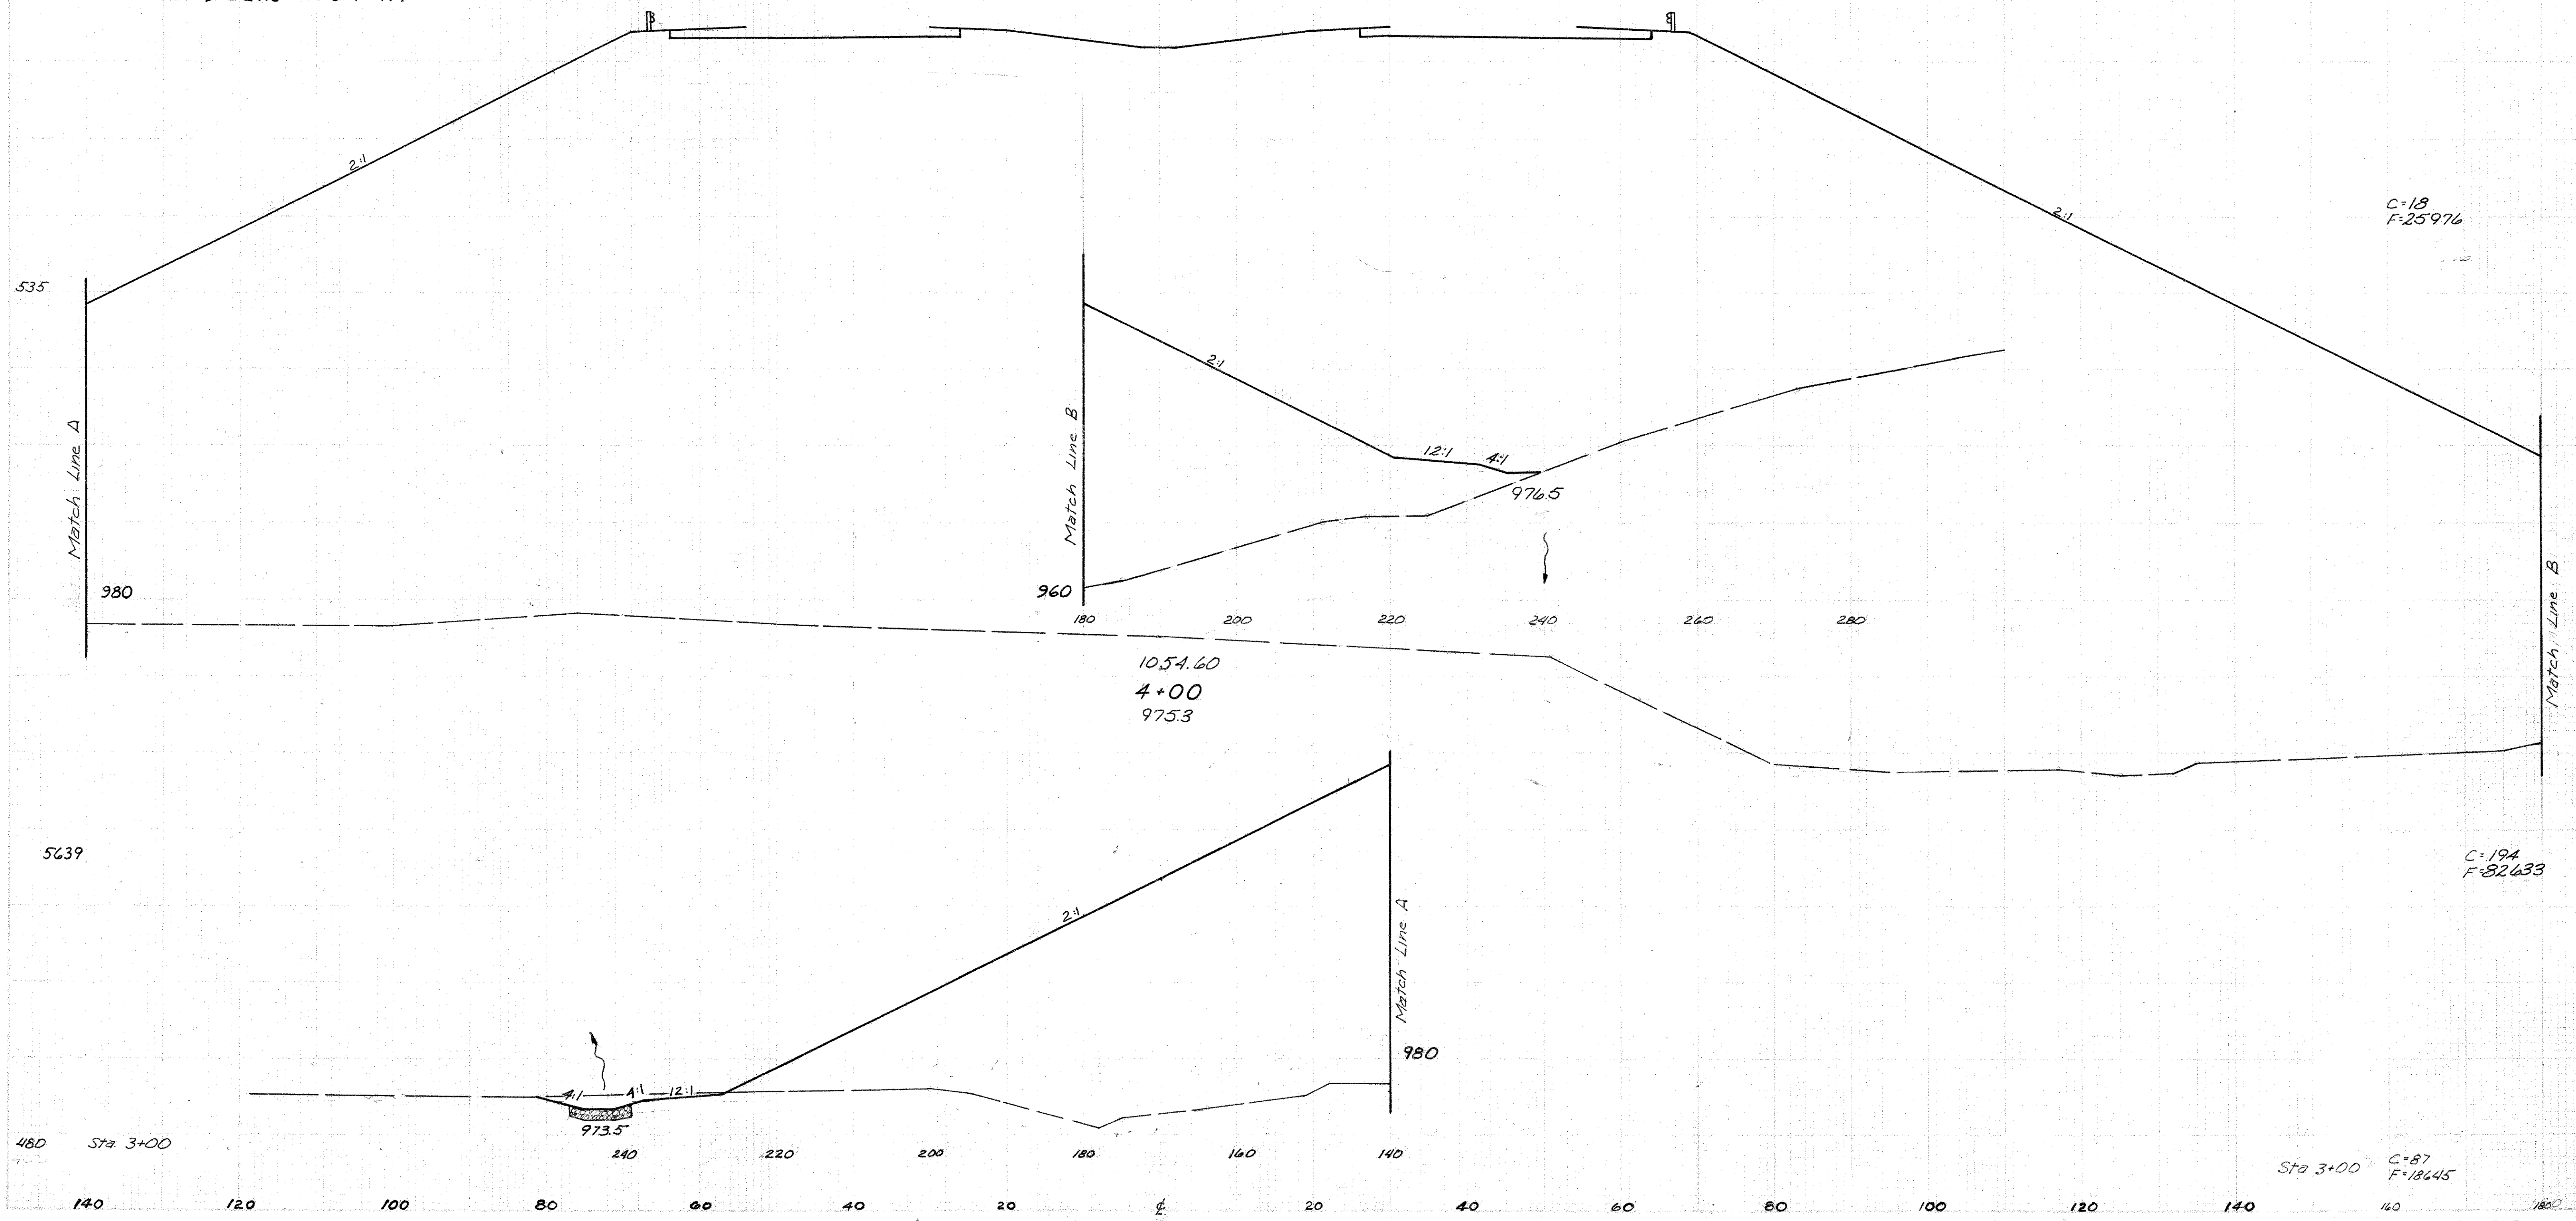 2:1
2:1
C=18
F=25976
535
Match Line A
980
Match Line B
2:1
12:1
4:1
976.5
960
180 200 220 240 260 280
Match Line B
1054.60
4+00
975.3
5639
C=194
F=82633
2:1
Match Line A
980
4:1 4:1 12:1
973.5
480 Sta. 3+00
240 220 200 180 160 140
Sta 3+00
C=87
F=18645
140 120 100 80 60 40 20 ℄ 20 40 60 80 100 120 140 160 180